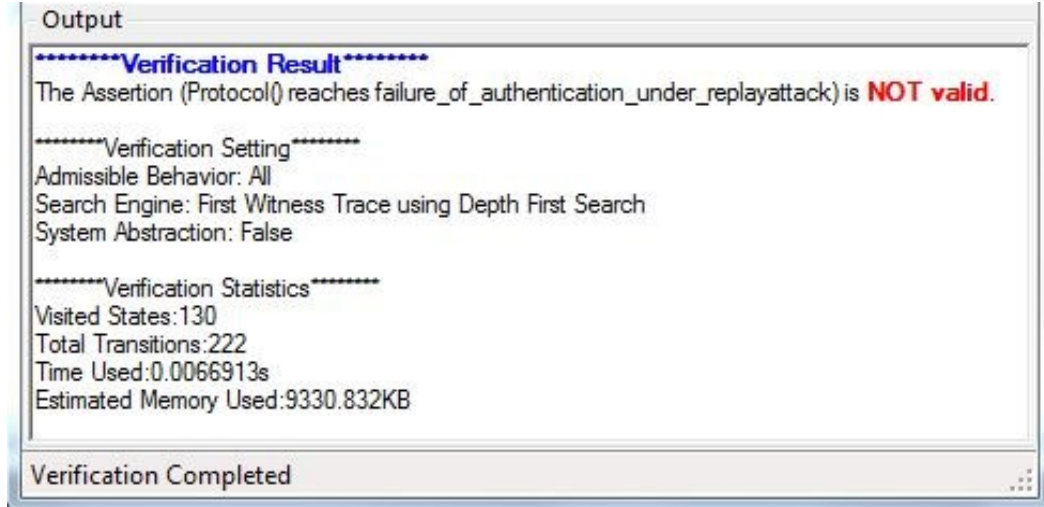 Output
********Verification Result********
The Assertion (Protocol() reaches failure_of_authentication_under_replayattack) is NOT valid.
********Verification Setting********
Admissible Behavior: All
Search Engine: First Witness Trace using Depth First Search
System Abstraction: False
********Verification Statistics********
Visited States:130
Total Transitions:222
Time Used:0.0066913s
Estimated Memory Used:9330.832KB
Verification Completed